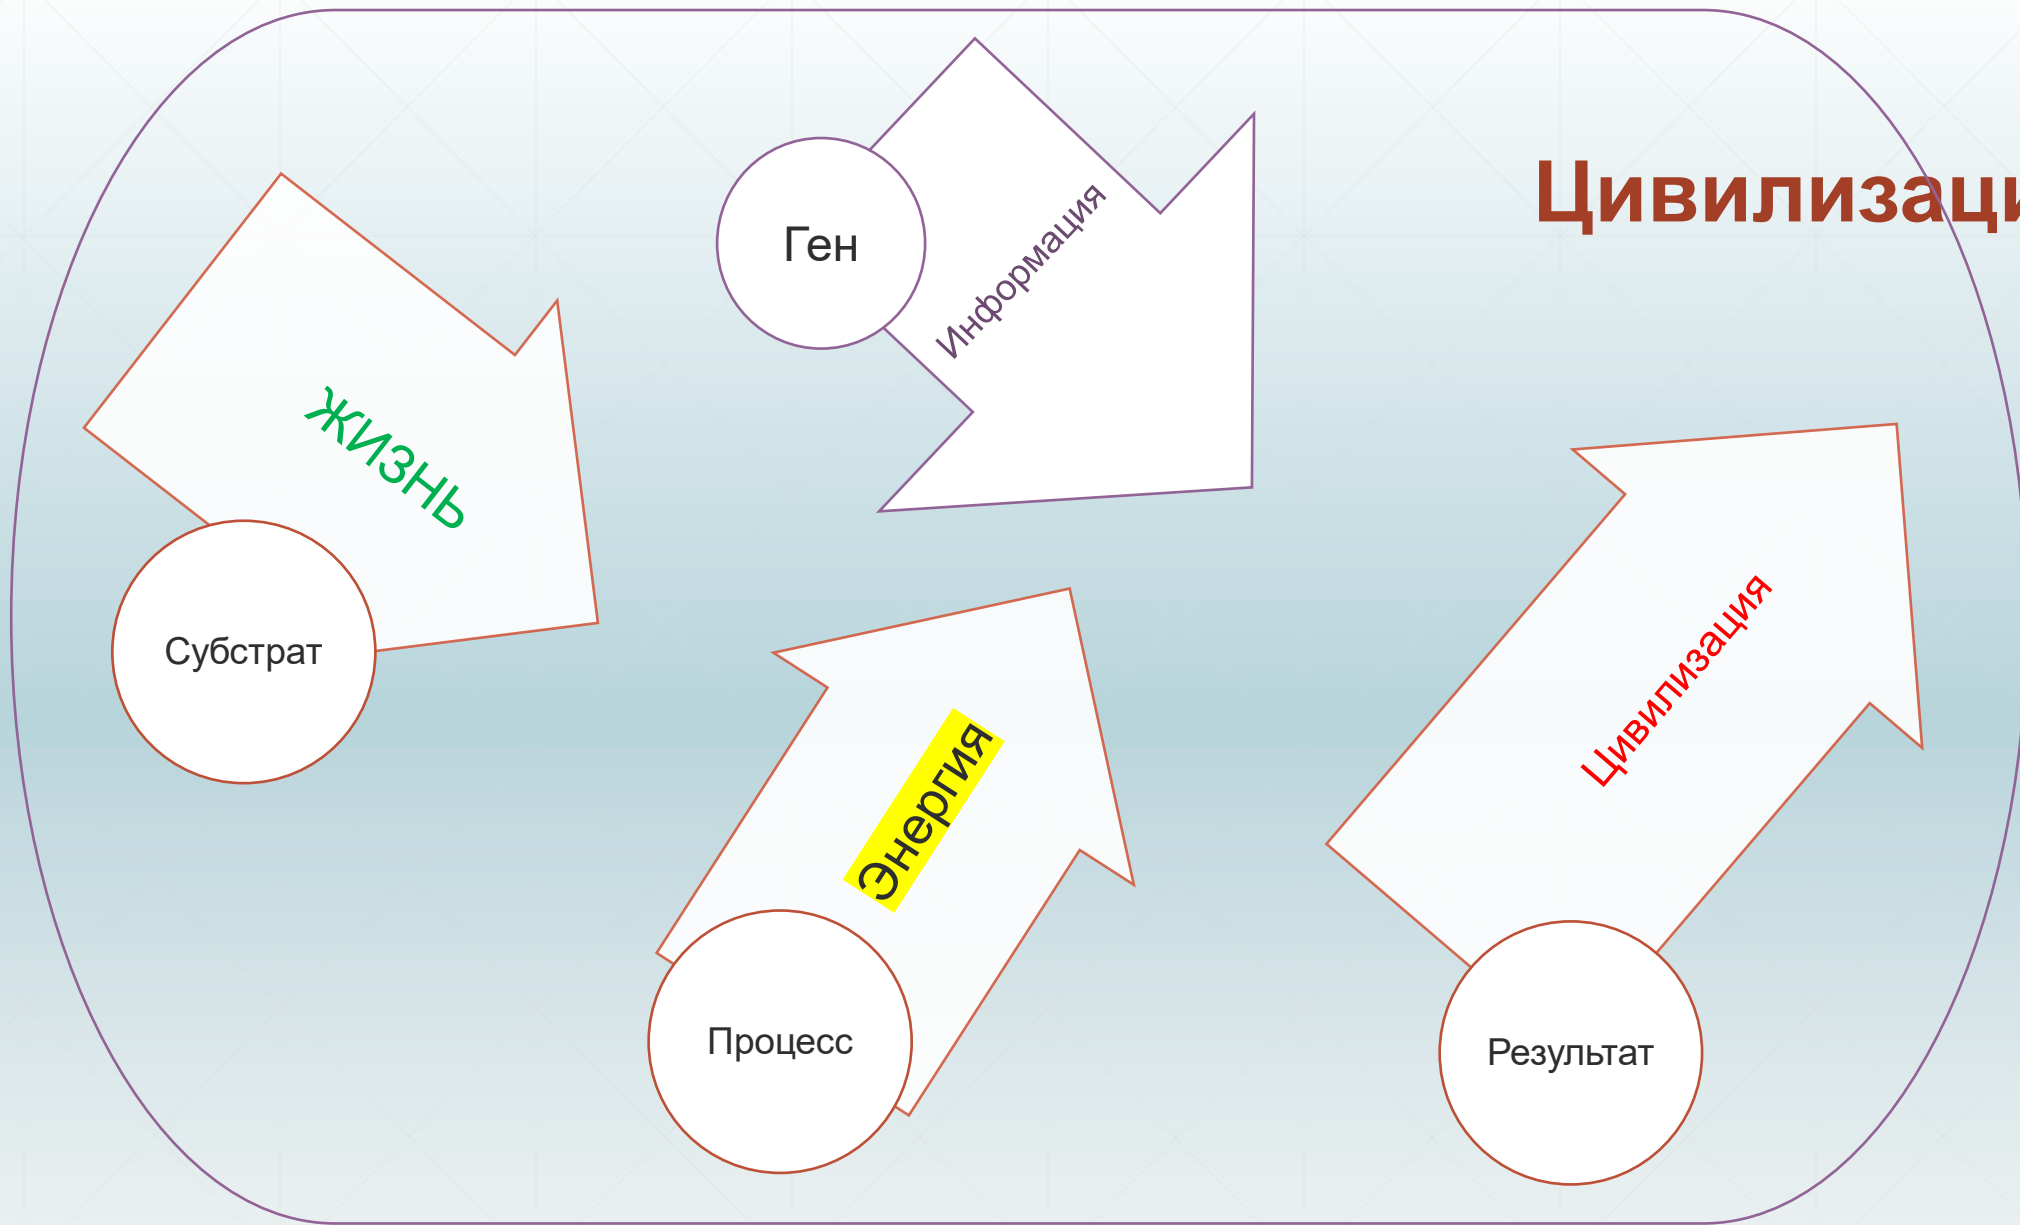 Цивилизаци
Ген
Информация
ЖИЗНЬ
Субстрат
Энергия
Процесс
Цивилизация
Результат